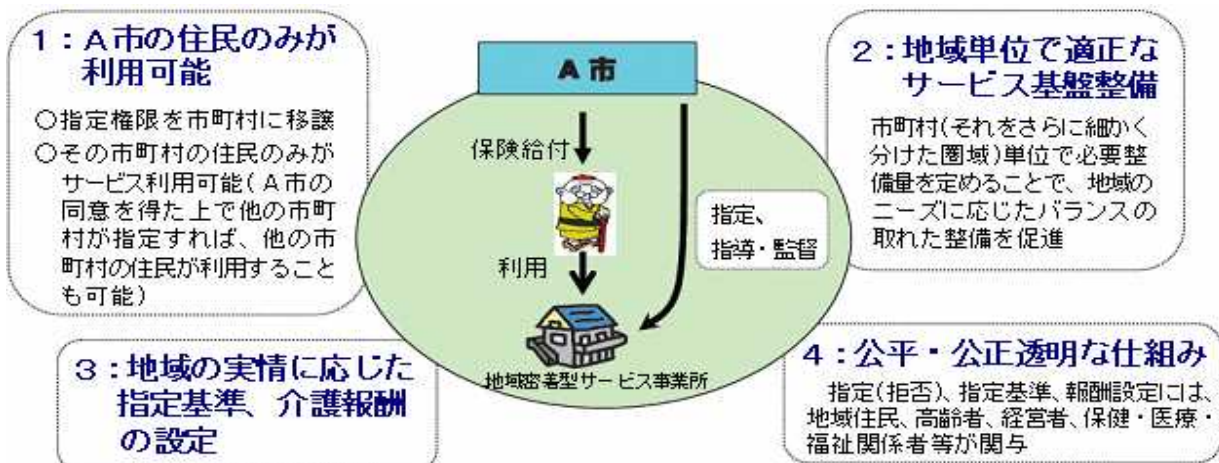 1：A市の住民のみが
利用可能
○指定権限を市町村に移譲
○その市町村の住民のみが
サービス利用可能(A市の
同意を得た上で他の市町
村が指定すれば、他の市
町村の住民が利用すること
も可能)
A市
保険給付
利用
指定、
指導・監督
地域密着型サービス事業所
2：地域単位で適正な
サービス基盤整備
市町村(それをさらに細かく
分けた圏域)単位で必要整
備量を定めることで、地域の
ニーズに応じたバランスの
取れた整備を促進
3：地域の実情に応じた
指定基準、介護報酬
の設定
4：公平・公正透明な仕組み
指定(拒否)、指定基準、報酬設定には、
地域住民、高齢者、経営者、保健・医療・
福祉関係者等が関与